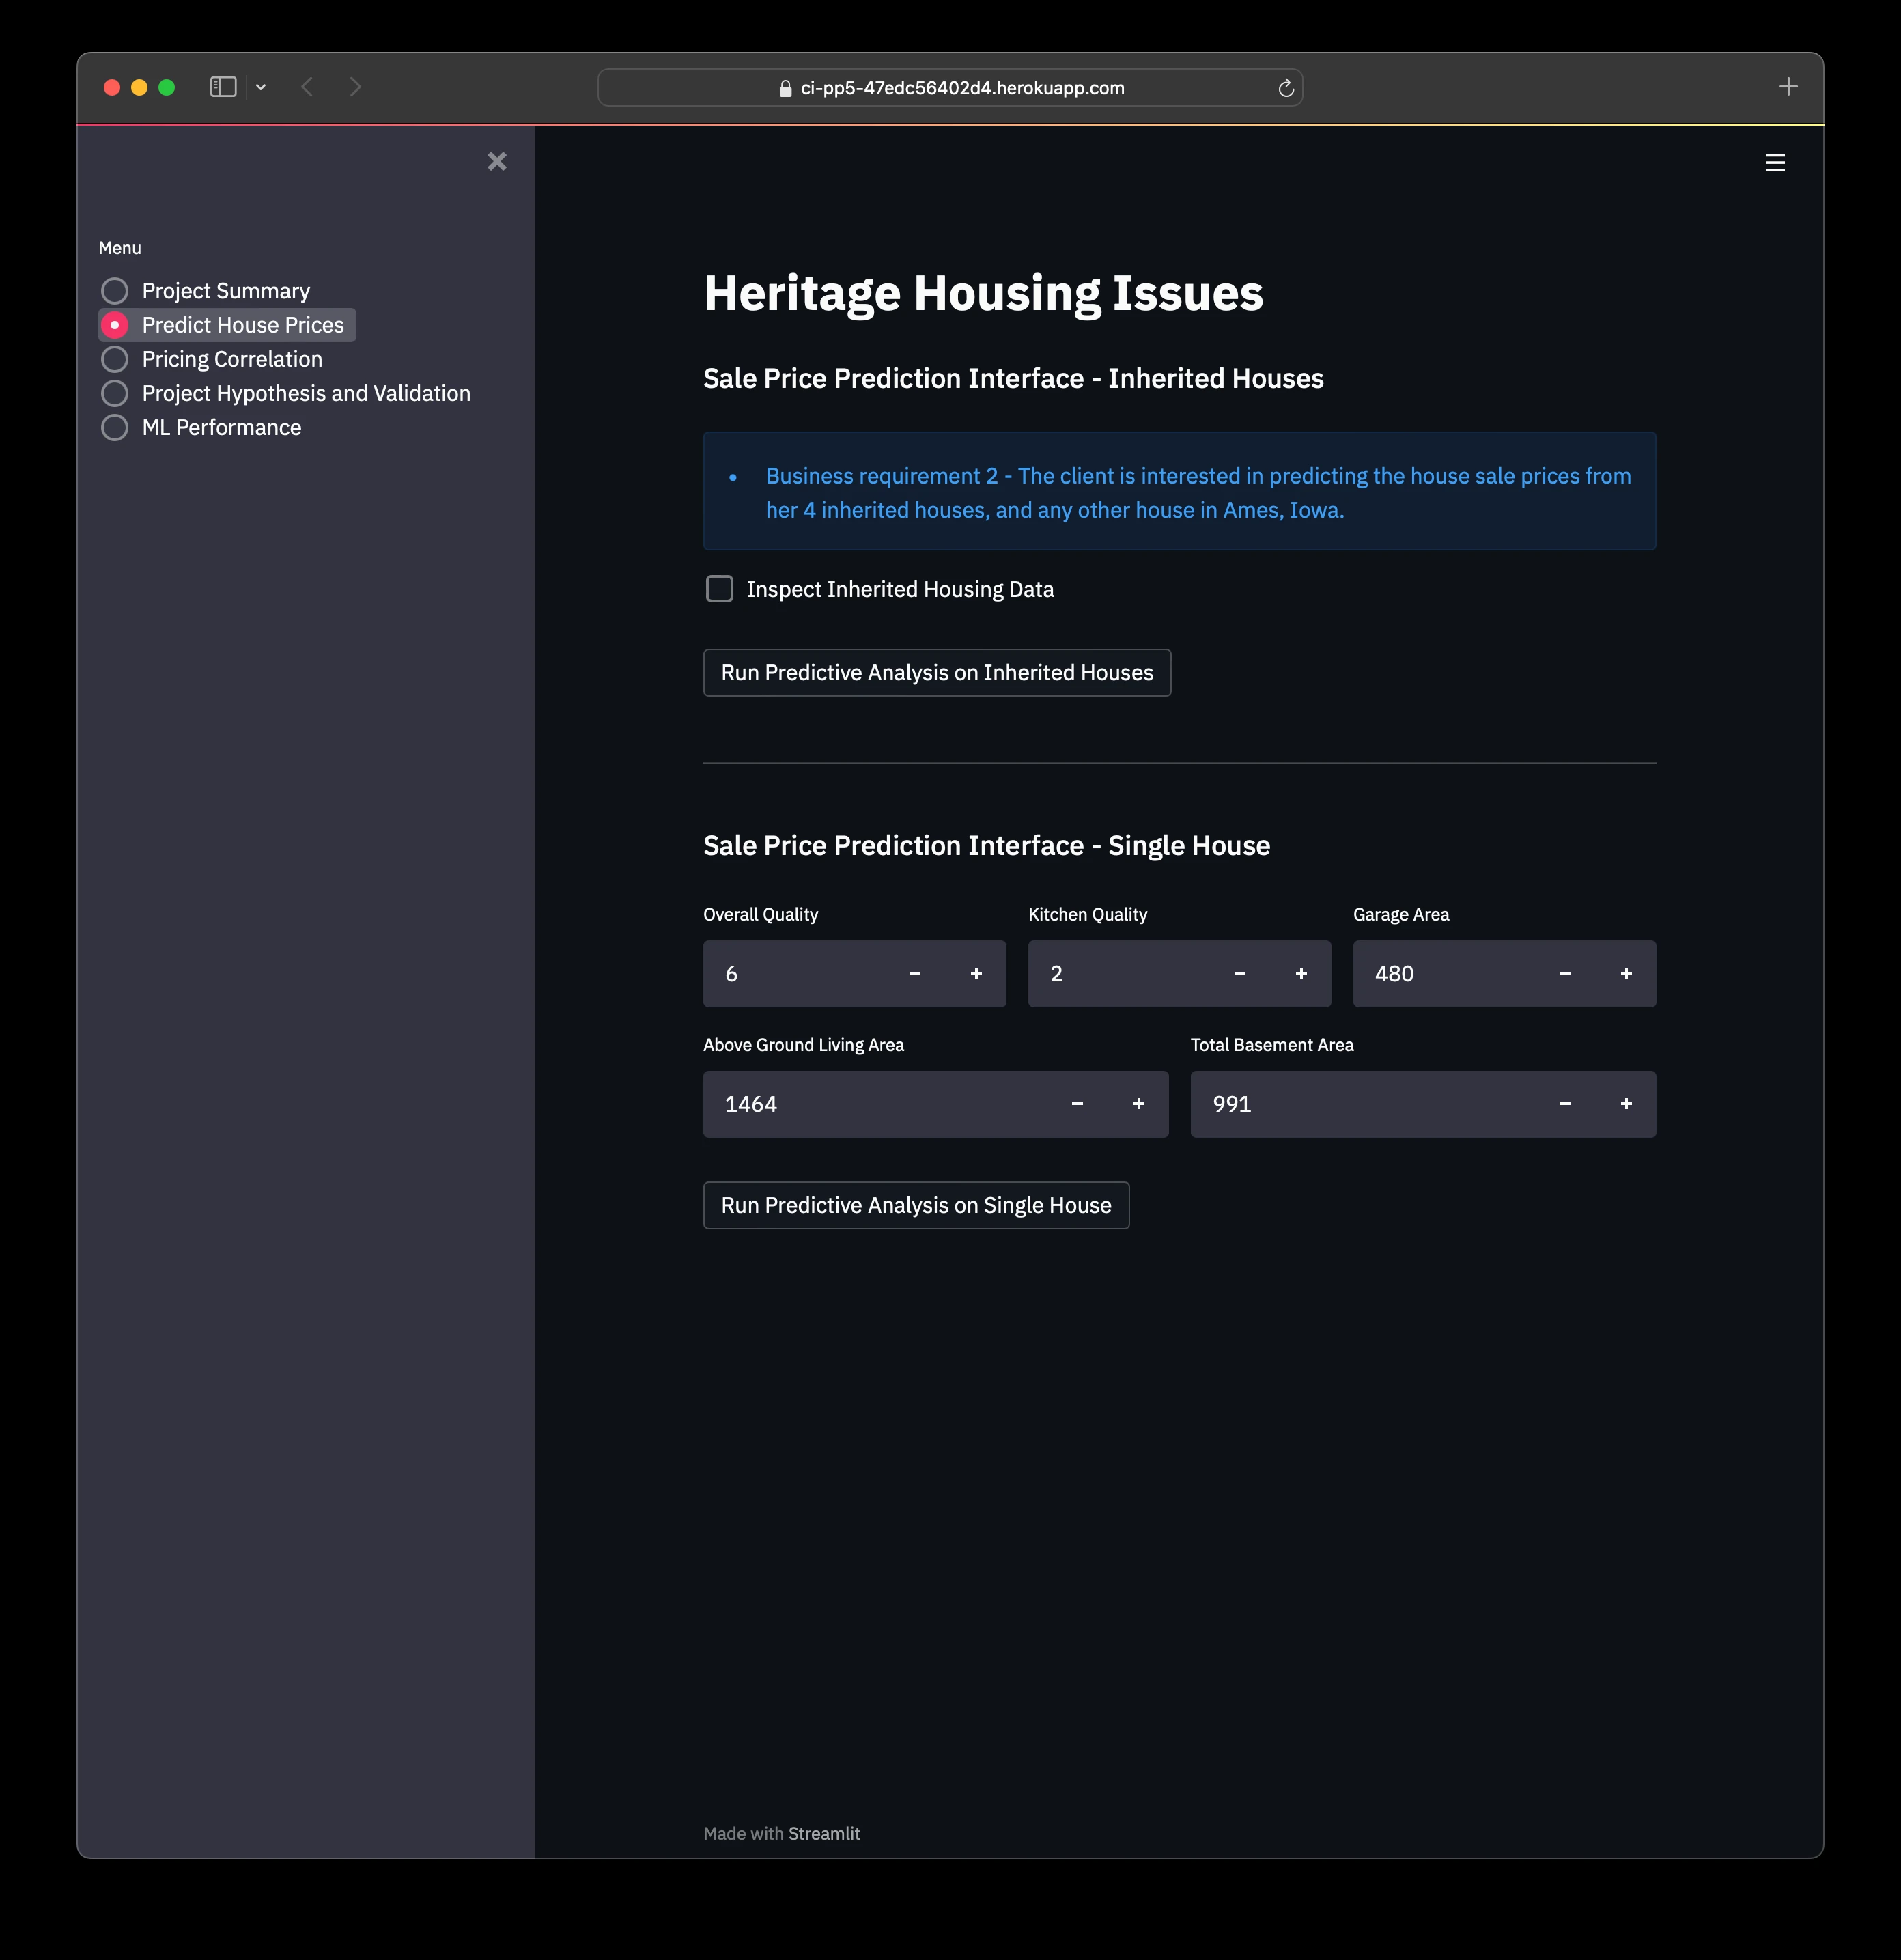 ci-pp5-47edc56402d4.herokuapp.com
Menu
Project Summary
Predict House Prices
Pricing Correlation
Project Hypothesis and Validation
ML Performance
Heritage Housing Issues
Sale Price Prediction Interface - Inherited Houses
• Business requirement 2 - The client is interested in predicting the house sale prices from
her 4 inherited houses, and any other house in Ames, Iowa.
Inspect Inherited Housing Data
Run Predictive Analysis on Inherited Houses
Sale Price Prediction Interface - Single House
Overall Quality Kitchen Quality Garage Area
6 - + 2 - + 480 - +
Above Ground Living Area Total Basement Area
1464 - + 991 - +
Run Predictive Analysis on Single House
Made with Streamlit